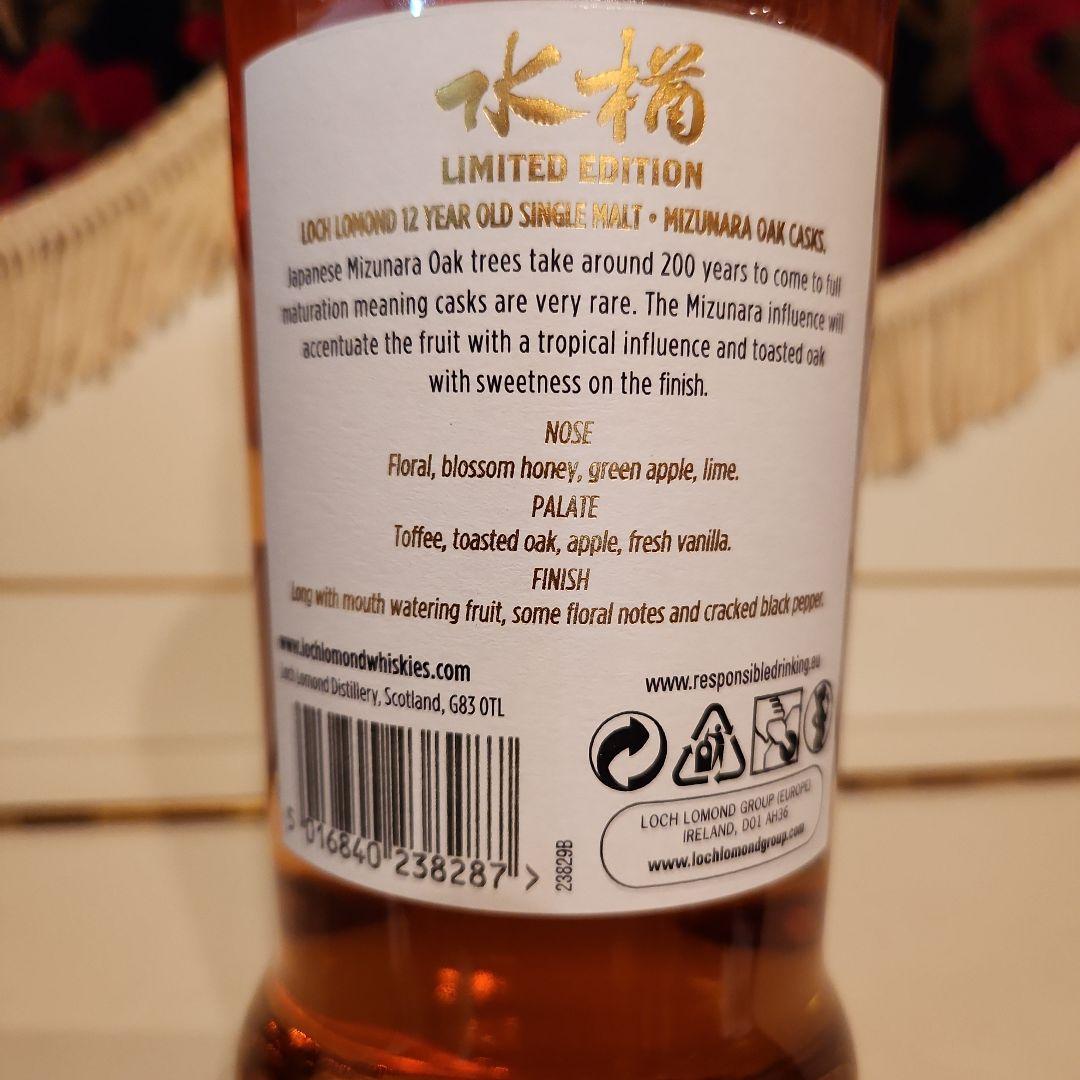 水楢
LIMITED EDITION
LOCH LOMOND 12 YEAR OLD SINGLE MALT • MIZUNARA OAK CASKS.
Japanese Mizunara Oak trees take around 200 years to come to full
maturation meaning casks are very rare. The Mizunara influence will
accentuate the fruit with a tropical influence and toasted oak
with sweetness on the finish.
NOSE
Floral, blossom honey, green apple, lime.
PALATE
Toffee, toasted oak, apple, fresh vanilla.
FINISH
Long with mouth watering fruit, some floral notes and cracked black pepper.
www.lochlomondwhiskies.com
Loch Lomond Distillery, Scotland, G83 0TL
www.responsibledrinking.eu
5 016840 238287 >
23829B
LOCH LOMOND GROUP (EUROPE)
IRELAND, D01 AH36
www.lochlomondgroup.com